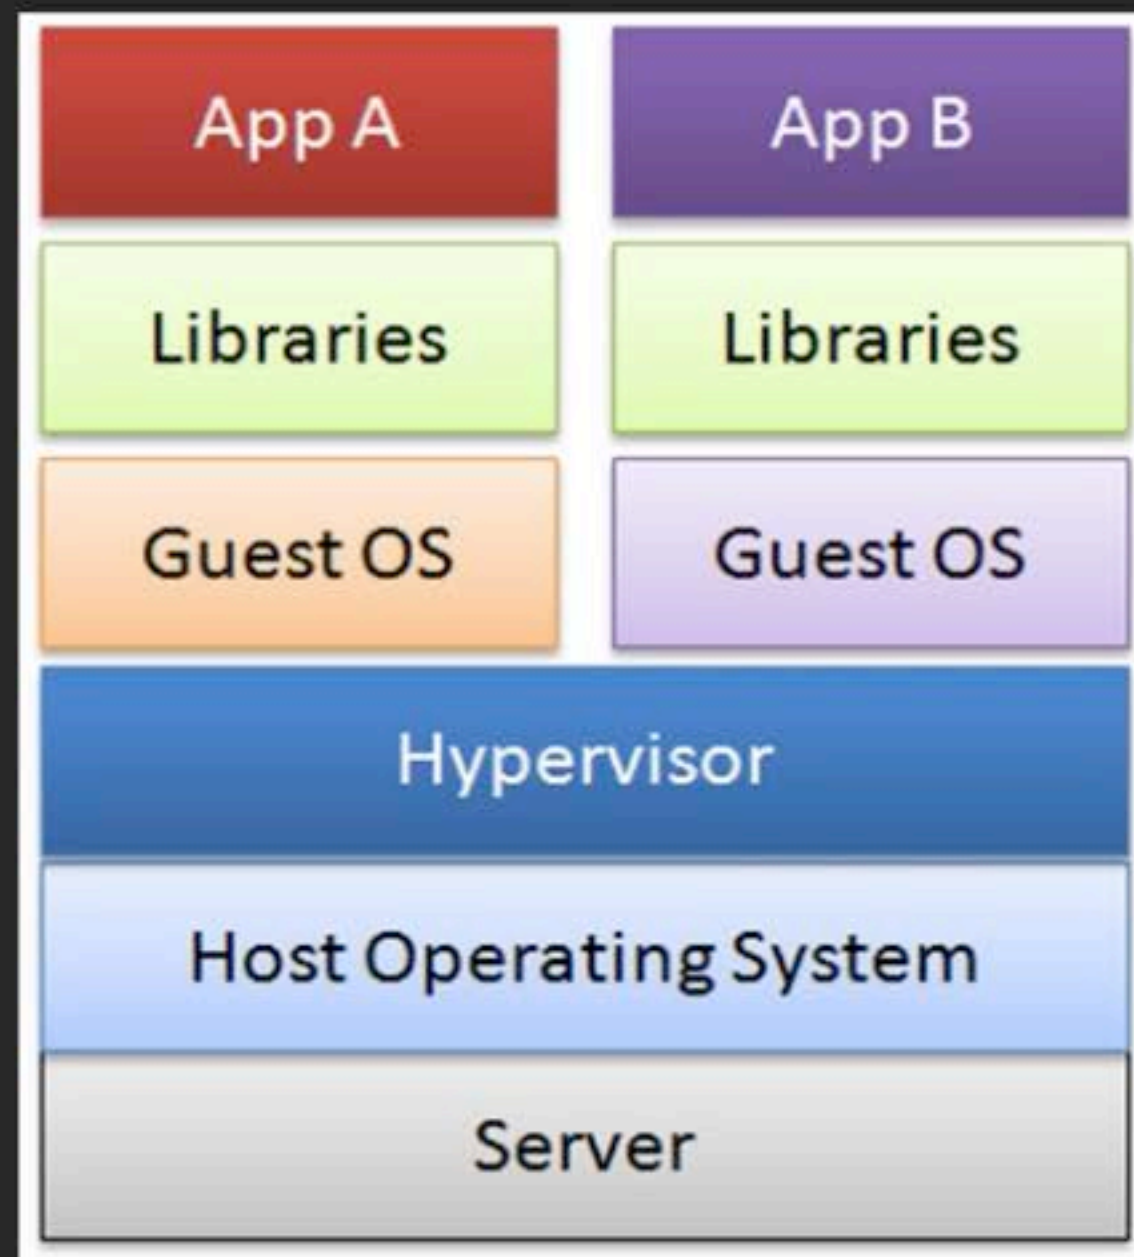 App A
App B
Libraries
Libraries
Guest OS
Guest OS
Hypervisor
Host Operating System
Server